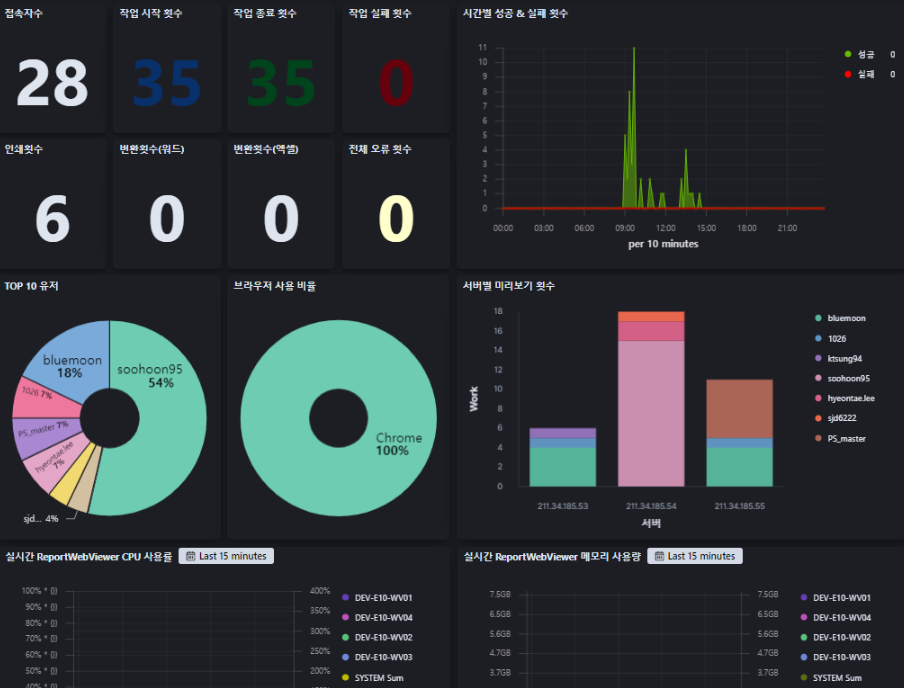 접속자수
28
작업 시작 횟수
35
작업 종료 횟수
35
작업 실패 횟수
0
인쇄횟수
6
변환횟수(워드)
0
변환횟수(액셀)
0
전체 오류 횟수
0
시간별 성공 & 실패 횟수
11
10
9
8
7
6
5
4
3
2
1
0
00:00 03:00 06:00 09:00 12:00 15:00 18:00 21:00
per 10 minutes
성공 0
실패 0
TOP 10 유저
soohoon95
54%
bluemoon
18%
1026 7%
PS_master 7%
hyeontae.lee
7%
sjd... 4%
브라우저 사용 비율
Chrome
100%
서버별 미리보기 횟수
Work
18
16
14
12
10
8
6
4
2
0
211.34.185.53 211.34.185.54 211.34.185.55
서버
bluemoon
1026
ktsung94
soohoon95
hyeontae.lee
sjd6222
PS_master
실시간 ReportWebViewer CPU 사용률 Last 15 minutes
100% * {}
90% * {}
80% * {}
70% * {}
60% * {}
50% * {}
40% * {}
400%
350%
300%
250%
200%
DEV-E10-WV01
DEV-E10-WV04
DEV-E10-WV02
DEV-E10-WV03
SYSTEM Sum
실시간 ReportWebViewer 메모리 사용량 Last 15 minutes
7.5GB
6.5GB
5.6GB
4.7GB
3.7GB
7.5GB
6.5GB
5.6GB
4.7GB
3.7GB
DEV-E10-WV01
DEV-E10-WV04
DEV-E10-WV02
DEV-E10-WV03
SYSTEM Sum